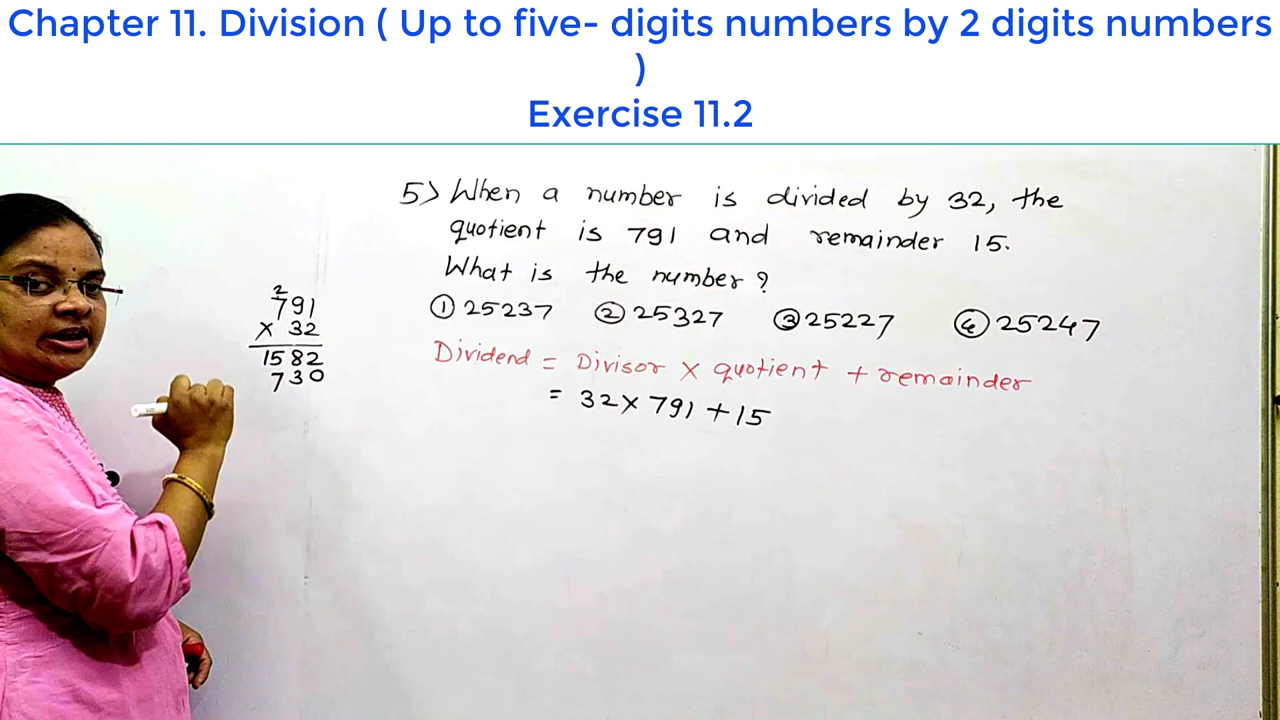 Chapter 11. Division ( Up to five- digits numbers by 2 digits numbers
)
Exercise 11.2
5) When a number is divided by 32, the
quotient is 791 and remainder 15.
What is the number?
① 25237 ② 25327 ③ 25227 ④ 25247
Dividend = Divisor X quotient + remainder
= 32 X 791 + 15
2
791
X 32
1582
730